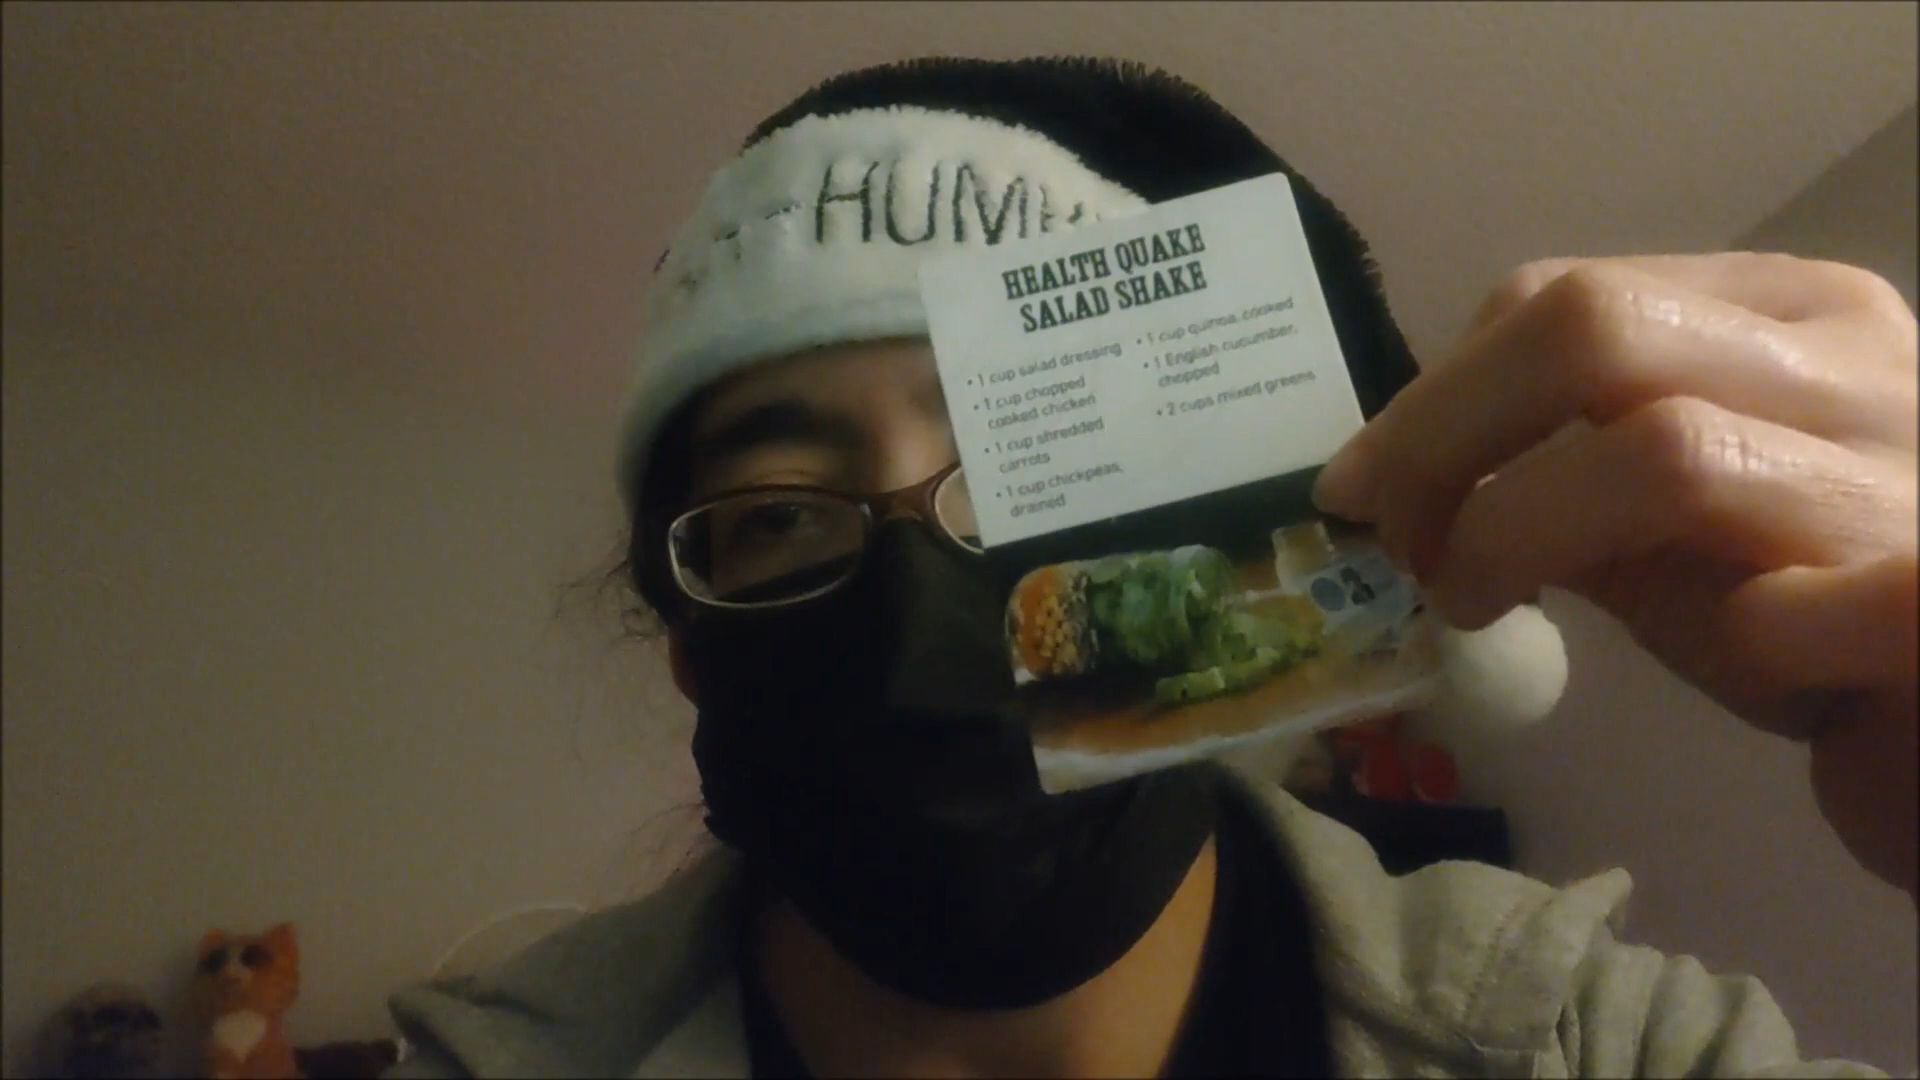 -HUM
HEALTH QUAKE
SALAD SHAKE
• 1 cup salad dressing
• 1 cup chopped
cooked chicken
• 1 cup shredded
carrots
• 1 cup chickpeas,
drained
• 1 cup quinoa, cooked
• 1 English cucumber,
chopped
• 2 cups mixed greens